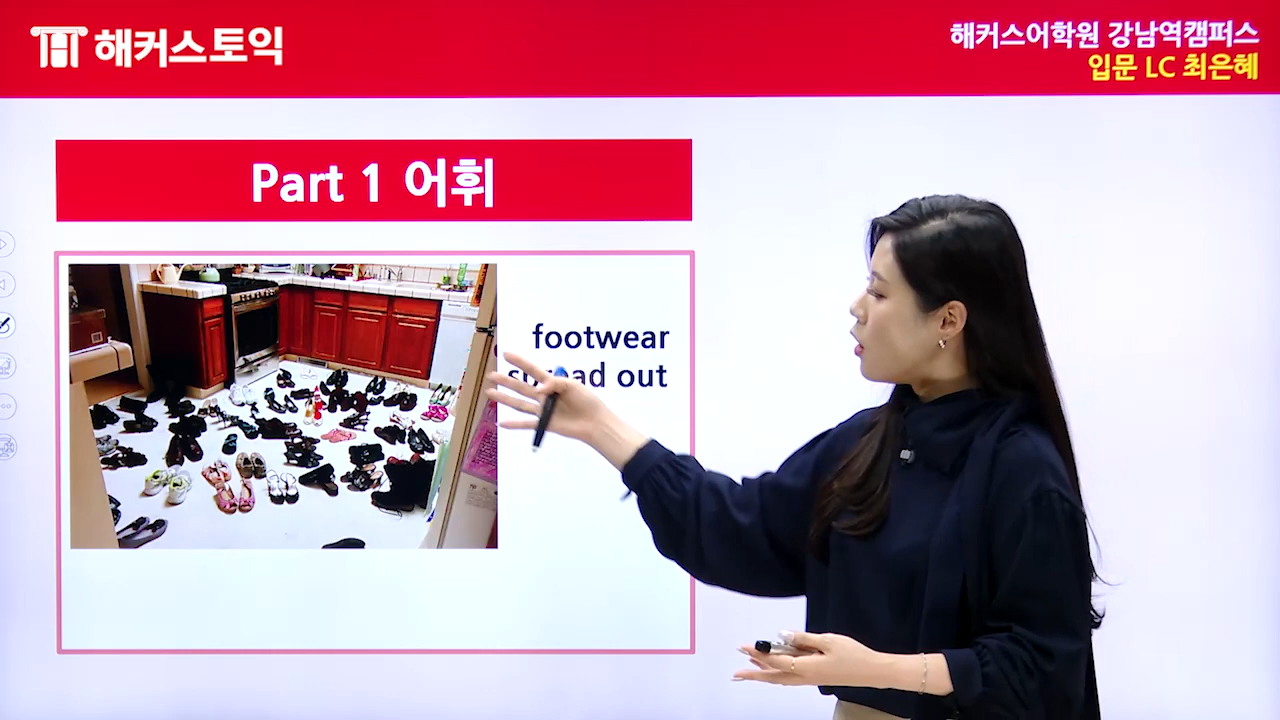 해커스토익
해커스어학원 강남역캠퍼스
입문 LC 최은혜
Part 1 어휘
footwear
out